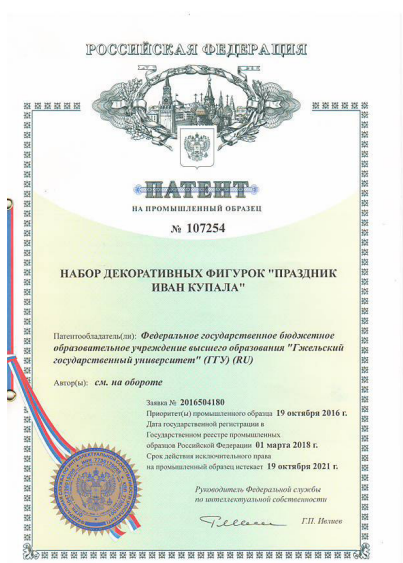 РОССИЙСКАЯ ФЕДЕРАЦИЯ
ПАТЕНТ
НА ПРОМЫШЛЕННЫЙ ОБРАЗЕЦ
№ 107254
НАБОР ДЕКОРАТИВНЫХ ФИГУРОК "ПРАЗДНИК
ИВАН КУПАЛА"
Патентообладатель(ли): Федеральное государственное бюджетное
образовательное учреждение высшего образования "Гжельский
государственный университет" (ГГУ) (RU)
Автор(ы): см. на обороте
Заявка № 2016504180
Приоритет(ы) промышленного образца 19 октября 2016 г.
Дата государственной регистрации в
Государственном реестре промышленных
образцов Российской Федерации 01 марта 2018 г.
Срок действия исключительного права
на промышленный образец истекает 19 октября 2021 г.
Руководитель Федеральной службы
по интеллектуальной собственности
Г.П. Ивлиев